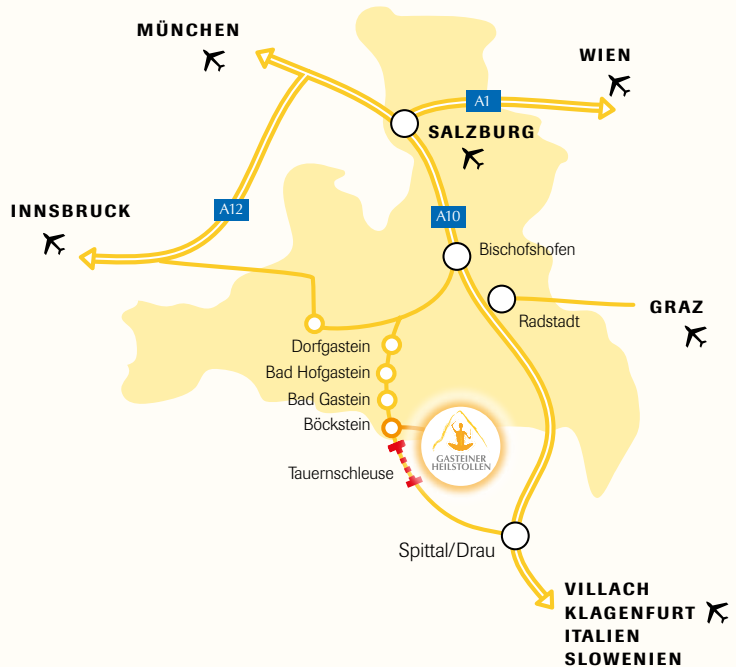 MÜNCHEN
WIEN
A1
SALZBURG
INNSBRUCK
A12
A10
Bischofshofen
GRAZ
Radstadt
Dorfgastein
Bad Hofgastein
Bad Gastein
Böckstein
GASTEINER
HEILSTOLLEN
Tauernschleuse
Spittal/Drau
VILLACH
KLAGENFURT
ITALIEN
SLOWENIEN